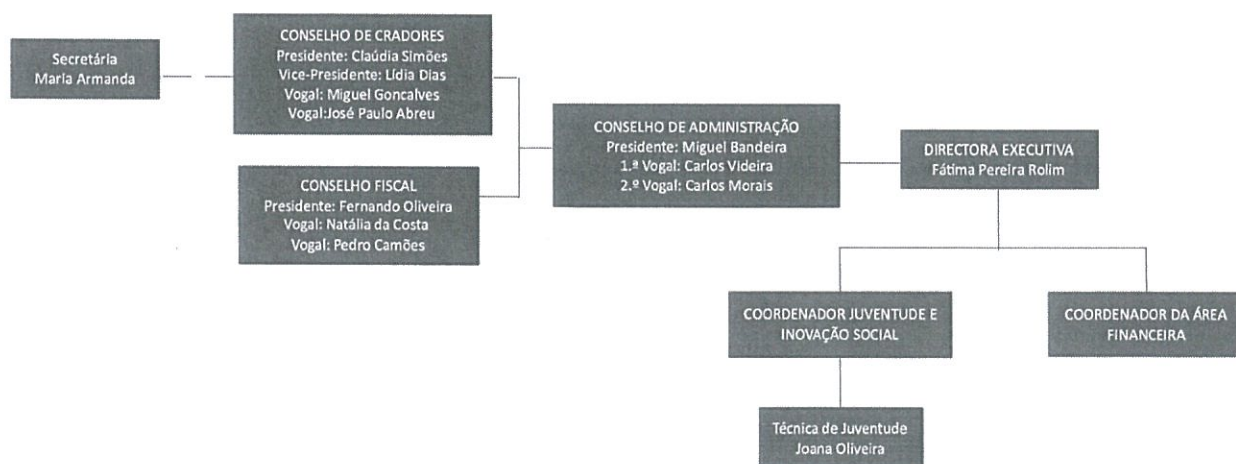 Secretária
Maria Armanda
CONSELHO DE CRADORES
Presidente: Claúdia Simões
Vice-Presidente: Lídia Dias
Vogal: Miguel Goncalves
Vogal:José Paulo Abreu
CONSELHO FISCAL
Presidente: Fernando Oliveira
Vogal: Natália da Costa
Vogal: Pedro Camões
CONSELHO DE ADMINISTRAÇÃO
Presidente: Miguel Bandeira
1.ª Vogal: Carlos Videira
2.º Vogal: Carlos Morais
DIRECTORA EXECUTIVA
Fátima Pereira Rolim
COORDENADOR JUVENTUDE E
INOVAÇÃO SOCIAL
COORDENADOR DA ÁREA
FINANCEIRA
Técnica de Juventude
Joana Oliveira